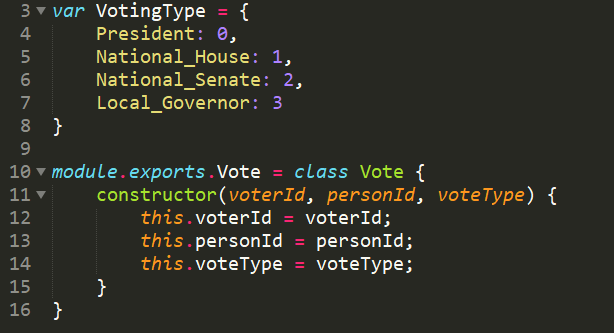 3 var VotingType = {
4     President: 0,
5     National_House: 1,
6     National_Senate: 2,
7     Local_Governor: 3
8 }
9
10 module.exports.Vote = class Vote {
11     constructor(voterId, personId, voteType) {
12         this.voterId = voterId;
13         this.personId = personId;
14         this.voteType = voteType;
15     }
16 }